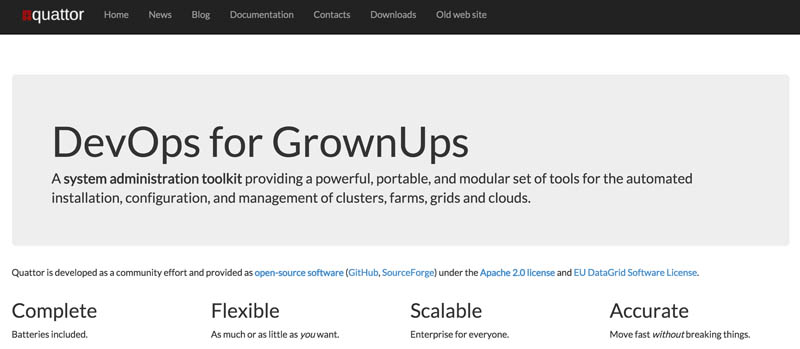 quattor Home News Blog Documentation Contacts Downloads Old web site
DevOps for GrownUps
A system administration toolkit providing a powerful, portable, and modular set of tools for the automated
installation, configuration, and management of clusters, farms, grids and clouds.
Quattor is developed as a community effort and provided as open-source software (GitHub, SourceForge) under the Apache 2.0 license and EU DataGrid Software License.
Complete Flexible Scalable Accurate
Batteries included. As much or as little as you want. Enterprise for everyone. Move fast without breaking things.